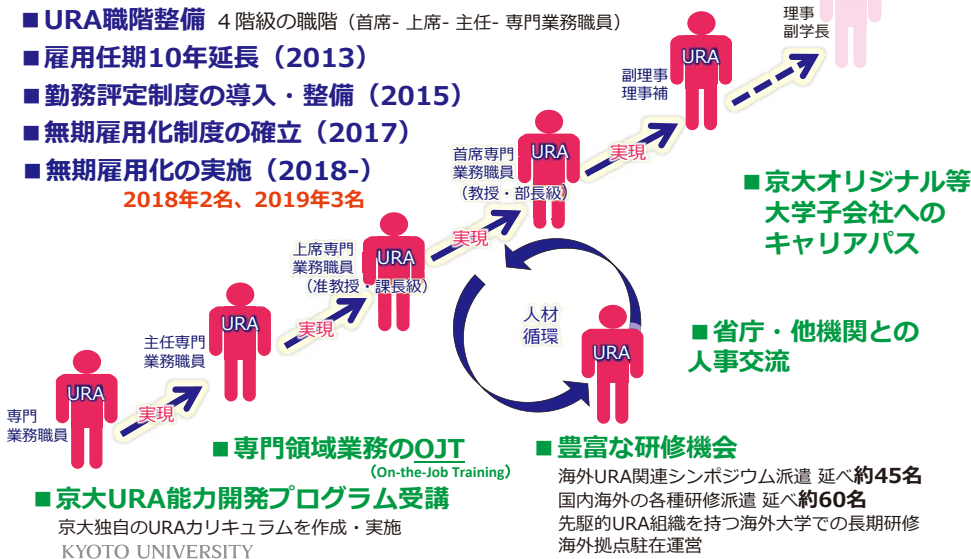 ■URA職階整備 4階級の職階（首席- 上席- 主任- 専門業務職員）
■雇用任期10年延長（2013）
■勤務評定制度の導入・整備（2015）
■無期雇用化制度の確立（2017）
■無期雇用化の実施（2018-）
2018年2名、2019年3名
理事
副学長
URA
副理事
理事補
実現
URA
首席専門
業務職員
（教授・部長級）
実現
URA
上席専門
業務職員
（准教授・課長級）
実現
URA
主任専門
業務職員
実現
URA
専門
業務職員
人材
循環
URA
■京大オリジナル等
大学子会社への
キャリアパス
■省庁・他機関との
人事交流
■専門領域業務のOJT
（On-the-Job Training）
■京大URA能力開発プログラム受講
京大独自のURAカリキュラムを作成・実施
KYOTO UNIVERSITY
■豊富な研修機会
海外URA関連シンポジウム派遣 延べ約45名
国内海外の各種研修派遣 延べ約60名
先駆的URA組織を持つ海外大学での長期研修
海外拠点駐在運営